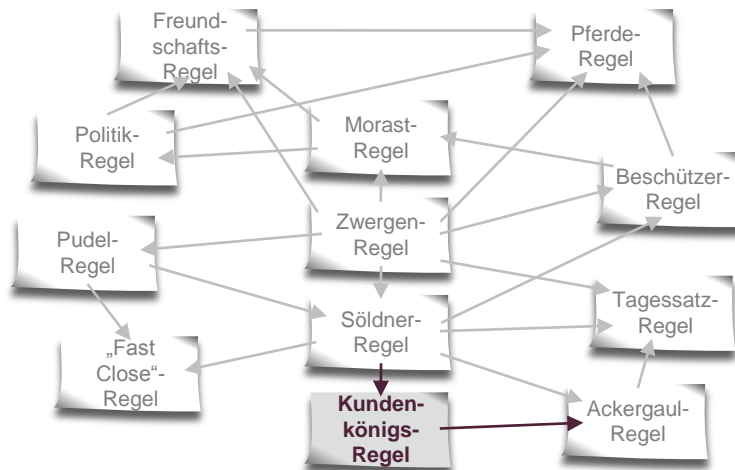 Freund-
schafts-
Regel
Pferde-
Regel
Politik-
Regel
Morast-
Regel
Beschützer-
Regel
Pudel-
Regel
Zwergen-
Regel
Tagessatz-
Regel
„Fast
Close“-
Regel
Söldner-
Regel
Kunden-
königs-
Regel
Ackergaul-
Regel